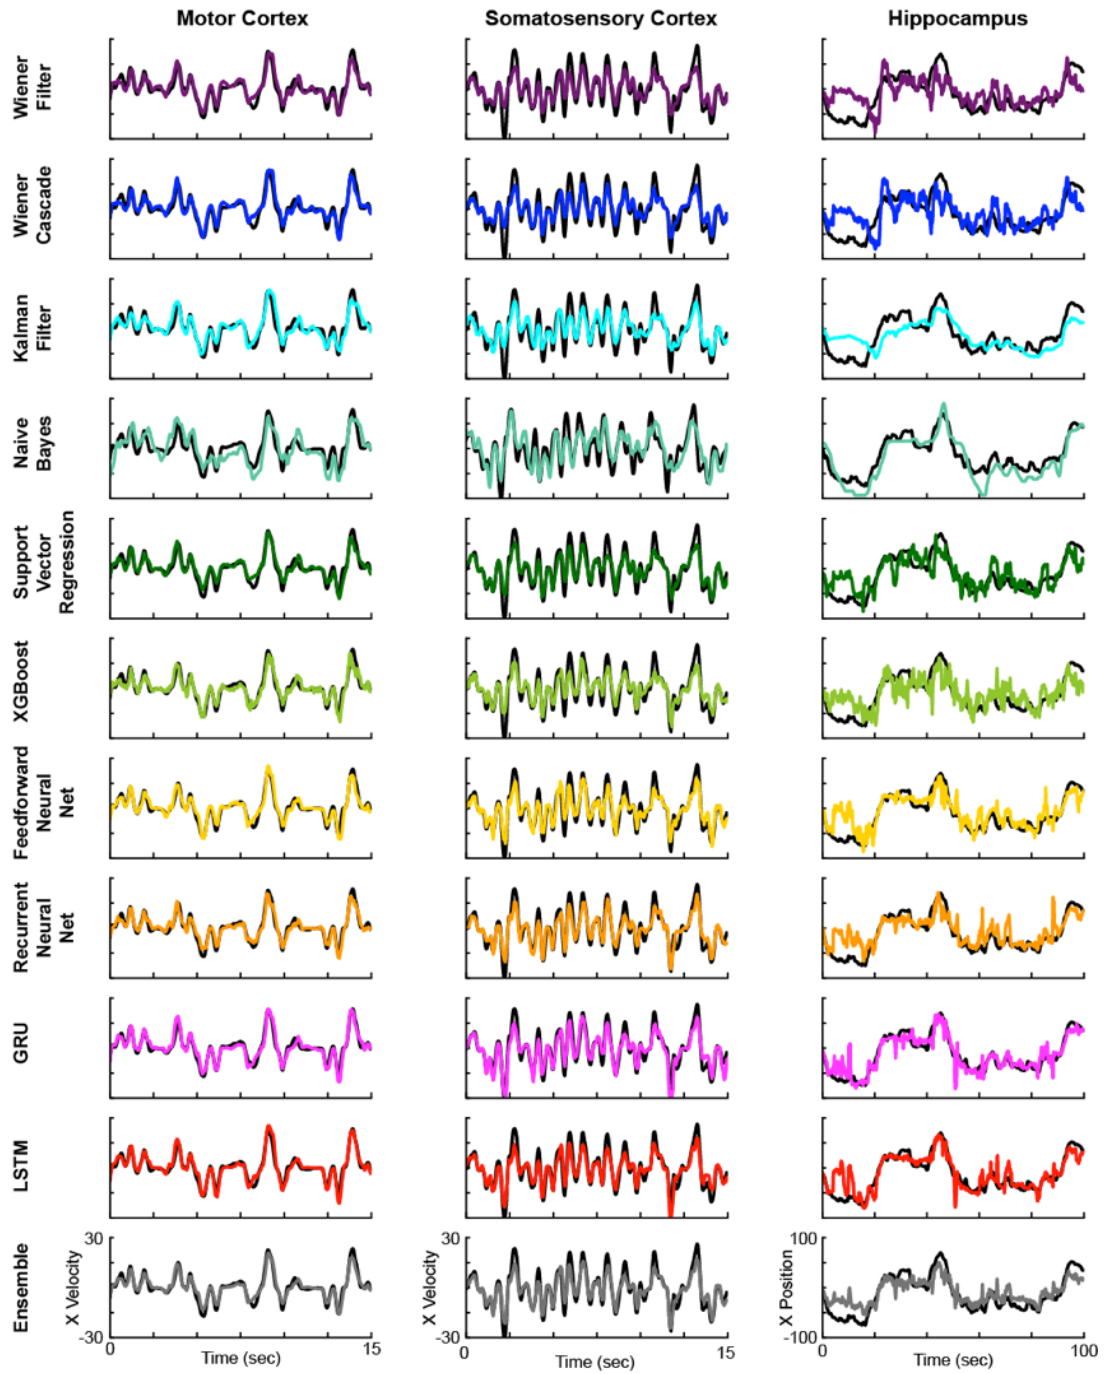 Motor Cortex
Somatosensory Cortex
Hippocampus
Wiener
Filter
Wiener
Cascade
Kalman
Filter
Naive
Bayes
Support
Vector
Regression
XGBoost
Feedforward
Neural
Net
Recurrent
Neural
Net
GRU
LSTM
Ensemble
X Velocity
30
-30
0
15
Time (sec)
X Velocity
30
-30
0
15
Time (sec)
X Position
100
-100
0
100
Time (sec)